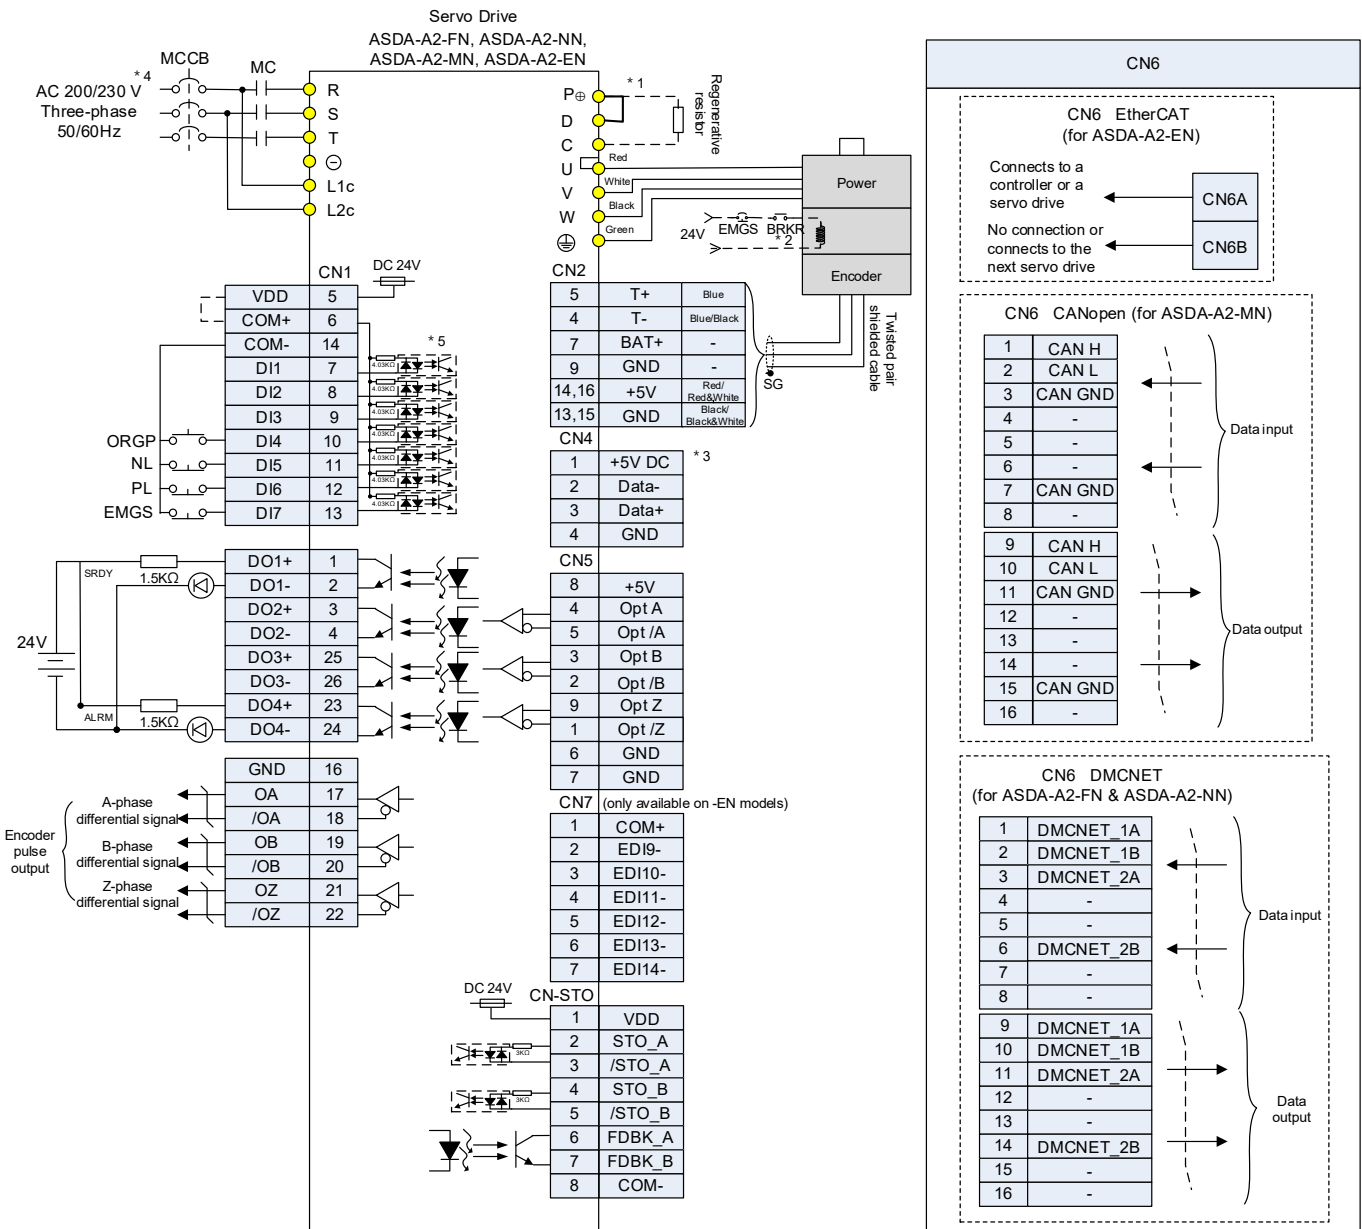 Servo Drive
ASDA-A2-FN, ASDA-A2-NN,
ASDA-A2-MN, ASDA-A2-EN
MCCB
MC
* 4
AC 200/230 V
Three-phase
50/60Hz
R
S
T
⊖
L1c
L2c
P⊕
D
C
U
V
W
* 1
Regenerative
resistor
Red
White
Black
Green
Power
Encoder
24V
EMGS
BRKR
* 2
Twisted pair
shielded cable
SG
CN1
DC 24V
VDD 5
COM+ 6
COM- 14
DI1 7
DI2 8
DI3 9
DI4 10
DI5 11
DI6 12
DI7 13
* 5
4.03KΩ
4.03KΩ
4.03KΩ
4.03KΩ
4.03KΩ
4.03KΩ
ORGP
NL
PL
EMGS
DO1+ 1
DO1- 2
DO2+ 3
DO2- 4
DO3+ 25
DO3- 26
DO4+ 23
DO4- 24
SRDY
1.5KΩ
24V
ALRM
1.5KΩ
GND 16
OA 17
/OA 18
OB 19
/OB 20
OZ 21
/OZ 22
Encoder
pulse
output
A-phase
differential signal
B-phase
differential signal
Z-phase
differential signal
CN2
5 T+ Blue
4 T- Blue/Black
7 BAT+ -
9 GND -
14,16 +5V Red/
Red&White
13,15 GND Black/
Black&White
CN4
* 3
1 +5V DC
2 Data-
3 Data+
4 GND
CN5
8 +5V
4 Opt A
5 Opt /A
3 Opt B
2 Opt /B
9 Opt Z
1 Opt /Z
6 GND
7 GND
CN7 (only available on -EN models)
1 COM+
2 EDI9-
3 EDI10-
4 EDI11-
5 EDI12-
6 EDI13-
7 EDI14-
DC 24V
CN-STO
1 VDD
2 STO_A
3 /STO_A
4 STO_B
5 /STO_B
6 FDBK_A
7 FDBK_B
8 COM-
3KΩ
3KΩ
CN6
CN6 EtherCAT
(for ASDA-A2-EN)
Connects to a
controller or a
servo drive
CN6A
No connection or
connects to the
next servo drive
CN6B
CN6 CANopen (for ASDA-A2-MN)
1 CAN H
2 CAN L
3 CAN GND
4 -
5 -
6 -
7 CAN GND
8 -
Data input
9 CAN H
10 CAN L
11 CAN GND
12 -
13 -
14 -
15 CAN GND
16 -
Data output
CN6 DMCNET
(for ASDA-A2-FN & ASDA-A2-NN)
1 DMCNET_1A
2 DMCNET_1B
3 DMCNET_2A
4 -
5 -
6 DMCNET_2B
7 -
8 -
Data input
9 DMCNET_1A
10 DMCNET_1B
11 DMCNET_2A
12 -
13 -
14 DMCNET_2B
15 -
16 -
Data
output